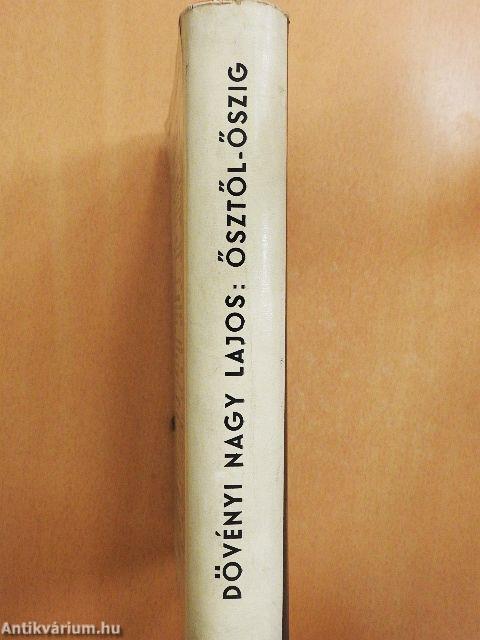 DÖVÉNYI NAGY LAJOS: ŐSZTŐL-ŐSZIG
Antikvárium.hu